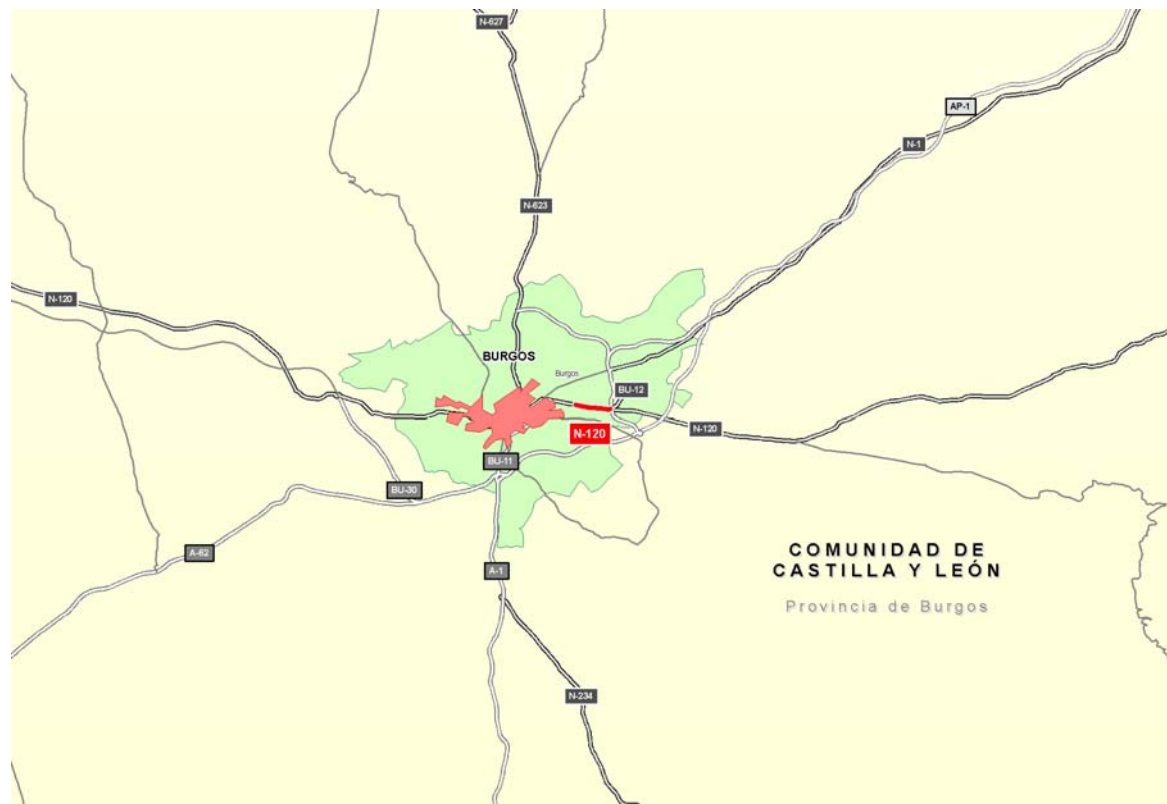 N-627
AP-1
N-1
N-623
N-120
BURGOS
Burgos
BU-12
N-120
N-120
BU-11
BU-30
A-62
A-1
COMUNIDAD DE
CASTILLA Y LEÓN
Provincia de Burgos
N-234